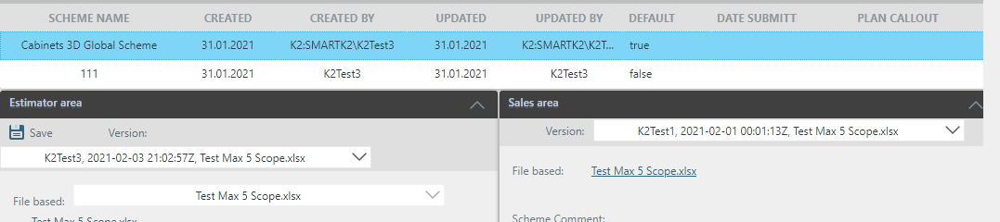 SCHEME NAME CREATED CREATED BY UPDATED UPDATED BY DEFAULT DATE SUBMITT PLAN CALLOUT
Cabinets 3D Global Scheme 31.01.2021 K2:SMARTK2\K2Test3 31.01.2021 K2:SMARTK2\K2T... true
111 31.01.2021 K2Test3 31.01.2021 K2Test3 false
Estimator area
Save Version:
K2Test3, 2021-02-03 21:02:57Z, Test Max 5 Scope.xlsx
File based: Test Max 5 Scope.xlsx
Test Max 5 Scope.xlsx
Sales area
Version: K2Test1, 2021-02-01 00:01:13Z, Test Max 5 Scope.xlsx
File based: Test Max 5 Scope.xlsx
Scheme Comment: